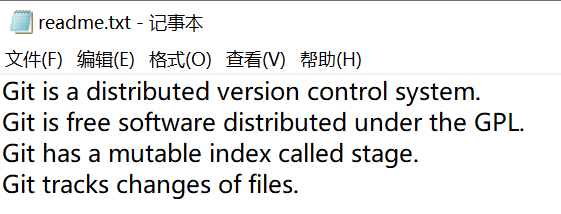 readme.txt - 记事本
文件(F) 编辑(E) 格式(O) 查看(V) 帮助(H)
Git is a distributed version control system.
Git is free software distributed under the GPL.
Git has a mutable index called stage.
Git tracks changes of files.